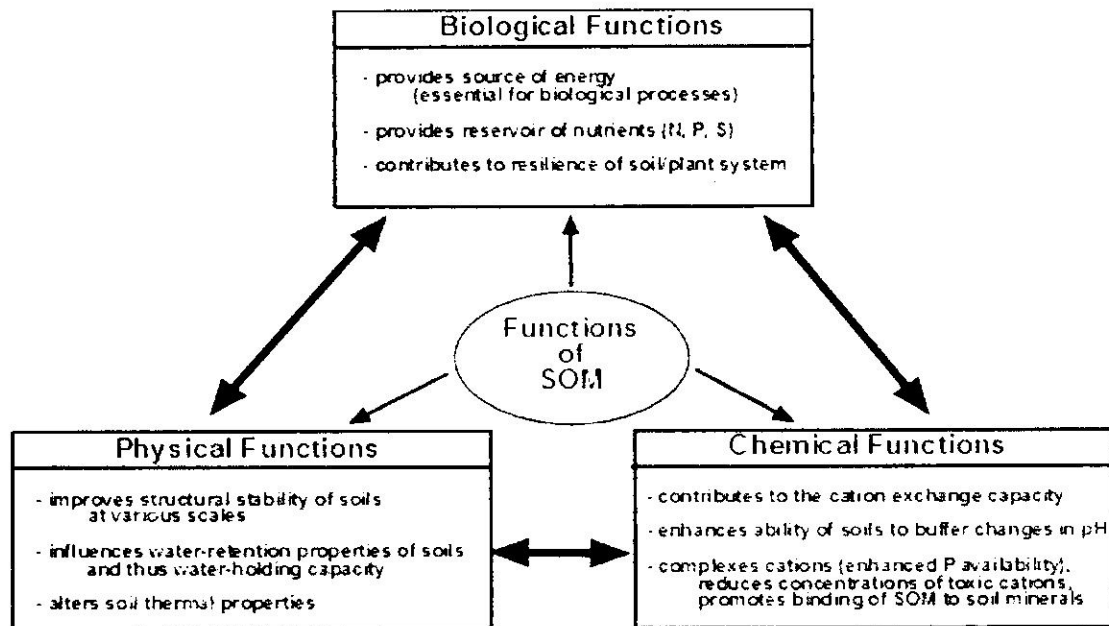 Biological Functions
- provides source of energy
(essential for biological processes)
- provides reservoir of nutrients (N, P, S)
- contributes to resilience of soil/plant system
Functions
of
SOM
Physical Functions
- improves structural stability of soils
at various scales
- influences water-retention properties of soils
and thus water-holding capacity
- alters soil thermal properties
Chemical Functions
- contributes to the cation exchange capacity
- enhances ability of soils to buffer changes in pH
- complexes cations (enhanced P availability),
reduces concentrations of toxic cations,
promotes binding of SOM to soil minerals